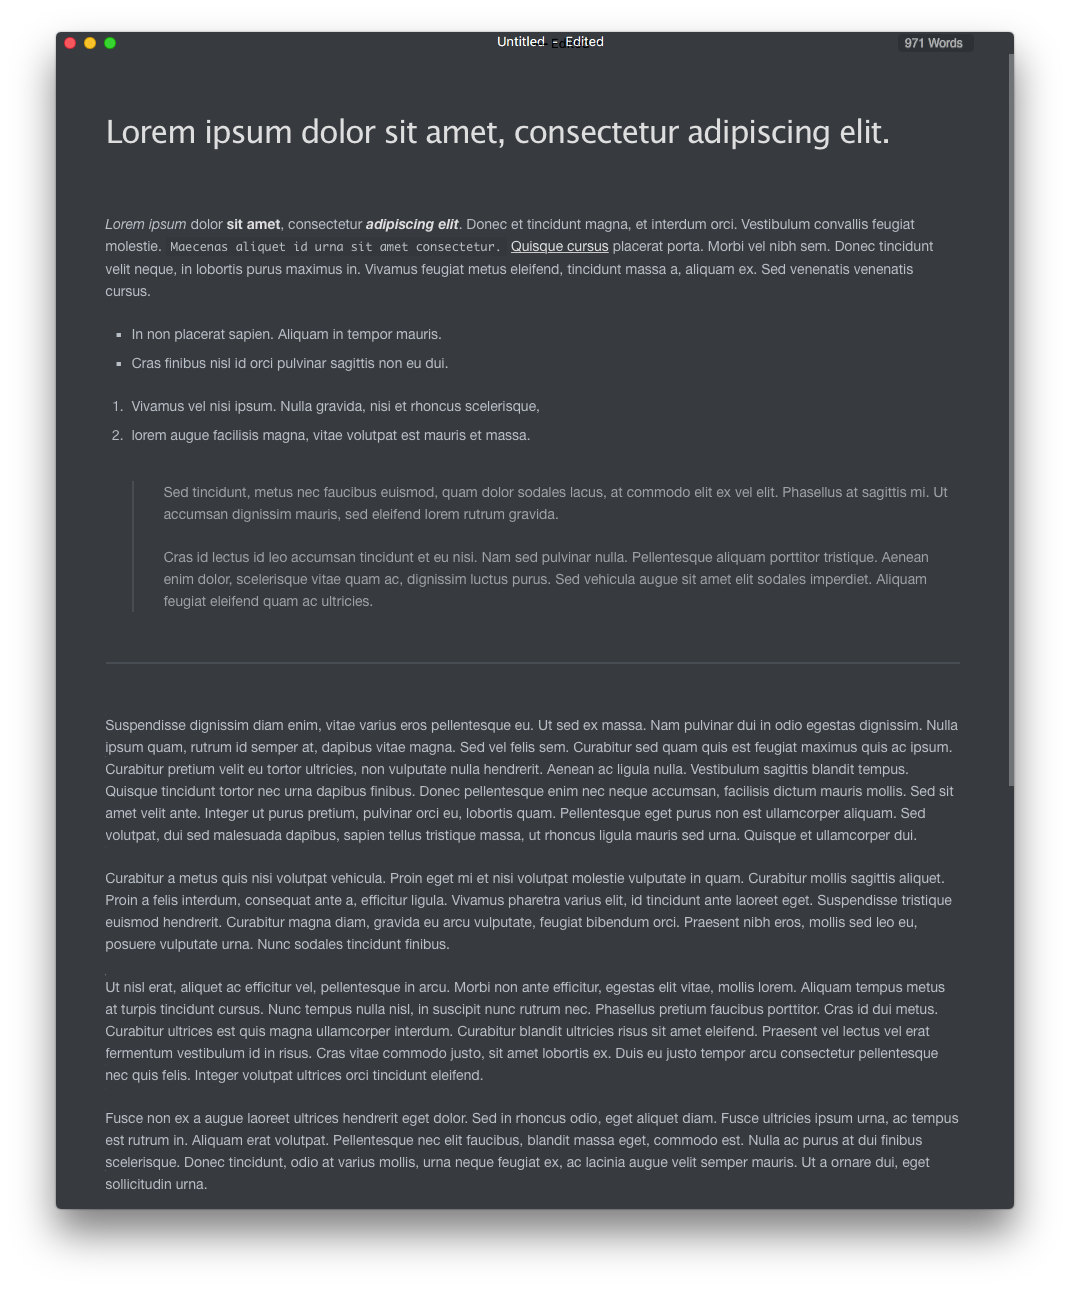 Untitled - Edited
971 Words
Lorem ipsum dolor sit amet, consectetur adipiscing elit.
Lorem ipsum dolor sit amet, consectetur adipiscing elit. Donec et tincidunt magna, et interdum orci. Vestibulum convallis feugiat
molestie. Maecenas aliquet id urna sit amet consectetur. Quisque cursus placerat porta. Morbi vel nibh sem. Donec tincidunt
velit neque, in lobortis purus maximus in. Vivamus feugiat metus eleifend, tincidunt massa a, aliquam ex. Sed venenatis venenatis
cursus.
▪ In non placerat sapien. Aliquam in tempor mauris.
▪ Cras finibus nisl id orci pulvinar sagittis non eu dui.
1. Vivamus vel nisi ipsum. Nulla gravida, nisi et rhoncus scelerisque,
2. lorem augue facilisis magna, vitae volutpat est mauris et massa.
Sed tincidunt, metus nec faucibus euismod, quam dolor sodales lacus, at commodo elit ex vel elit. Phasellus at sagittis mi. Ut
accumsan dignissim mauris, sed eleifend lorem rutrum gravida.
Cras id lectus id leo accumsan tincidunt et eu nisi. Nam sed pulvinar nulla. Pellentesque aliquam porttitor tristique. Aenean
enim dolor, scelerisque vitae quam ac, dignissim luctus purus. Sed vehicula augue sit amet elit sodales imperdiet. Aliquam
feugiat eleifend quam ac ultricies.
Suspendisse dignissim diam enim, vitae varius eros pellentesque eu. Ut sed ex massa. Nam pulvinar dui in odio egestas dignissim. Nulla
ipsum quam, rutrum id semper at, dapibus vitae magna. Sed vel felis sem. Curabitur sed quam quis est feugiat maximus quis ac ipsum.
Curabitur pretium velit eu tortor ultricies, non vulputate nulla hendrerit. Aenean ac ligula nulla. Vestibulum sagittis blandit tempus.
Quisque tincidunt tortor nec urna dapibus finibus. Donec pellentesque enim nec neque accumsan, facilisis dictum mauris mollis. Sed sit
amet velit ante. Integer ut purus pretium, pulvinar orci eu, lobortis quam. Pellentesque eget purus non est ullamcorper aliquam. Sed
volutpat, dui sed malesuada dapibus, sapien tellus tristique massa, ut rhoncus ligula mauris sed urna. Quisque et ullamcorper dui.
Curabitur a metus quis nisi volutpat vehicula. Proin eget mi et nisi volutpat molestie vulputate in quam. Curabitur mollis sagittis aliquet.
Proin a felis interdum, consequat ante a, efficitur ligula. Vivamus pharetra varius elit, id tincidunt ante laoreet eget. Suspendisse tristique
euismod hendrerit. Curabitur magna diam, gravida eu arcu vulputate, feugiat bibendum orci. Praesent nibh eros, mollis sed leo eu,
posuere vulputate urna. Nunc sodales tincidunt finibus.
Ut nisl erat, aliquet ac efficitur vel, pellentesque in arcu. Morbi non ante efficitur, egestas elit vitae, mollis lorem. Aliquam tempus metus
at turpis tincidunt cursus. Nunc tempus nulla nisl, in suscipit nunc rutrum nec. Phasellus pretium faucibus porttitor. Cras id dui metus.
Curabitur ultrices est quis magna ullamcorper interdum. Curabitur blandit ultricies risus sit amet eleifend. Praesent vel lectus vel erat
fermentum vestibulum id in risus. Cras vitae commodo justo, sit amet lobortis ex. Duis eu justo tempor arcu consectetur pellentesque
nec quis felis. Integer volutpat ultrices orci tincidunt eleifend.
Fusce non ex a augue laoreet ultrices hendrerit eget dolor. Sed in rhoncus odio, eget aliquet diam. Fusce ultricies ipsum urna, ac tempus
est rutrum in. Aliquam erat volutpat. Pellentesque nec elit faucibus, blandit massa eget, commodo est. Nulla ac purus at dui finibus
scelerisque. Donec tincidunt, odio at varius mollis, urna neque feugiat ex, ac lacinia augue velit semper mauris. Ut a ornare dui, eget
sollicitudin urna.